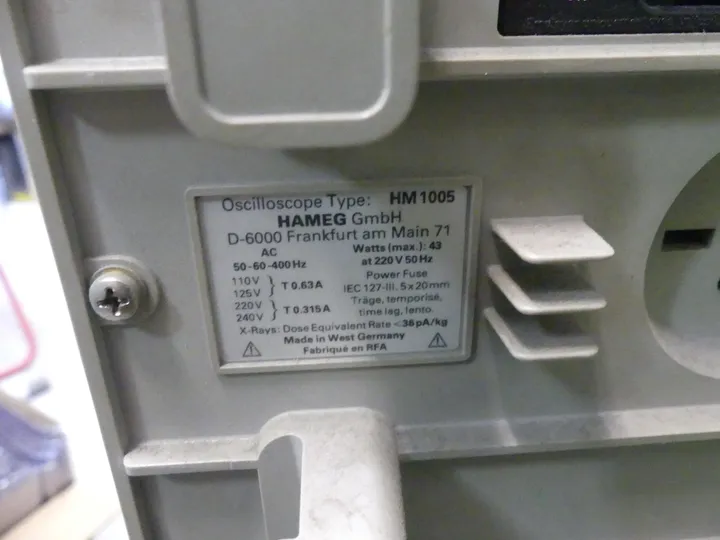 Oscilloscope Type: HM1005
HAMEG GmbH
D-6000 Frankfurt am Main 71
AC
50-60-400Hz
110V
125V
T 0.63A
220V
240V
T 0.315A
Watts (max.): 43
at 220V 50Hz
Power Fuse
IEC 127-III, 5x20mm
Träge, temporisé,
time lag, lento.
X-Rays: Dose Equivalent Rate <36pA/kg
Made in West Germany
Fabriqué en RFA